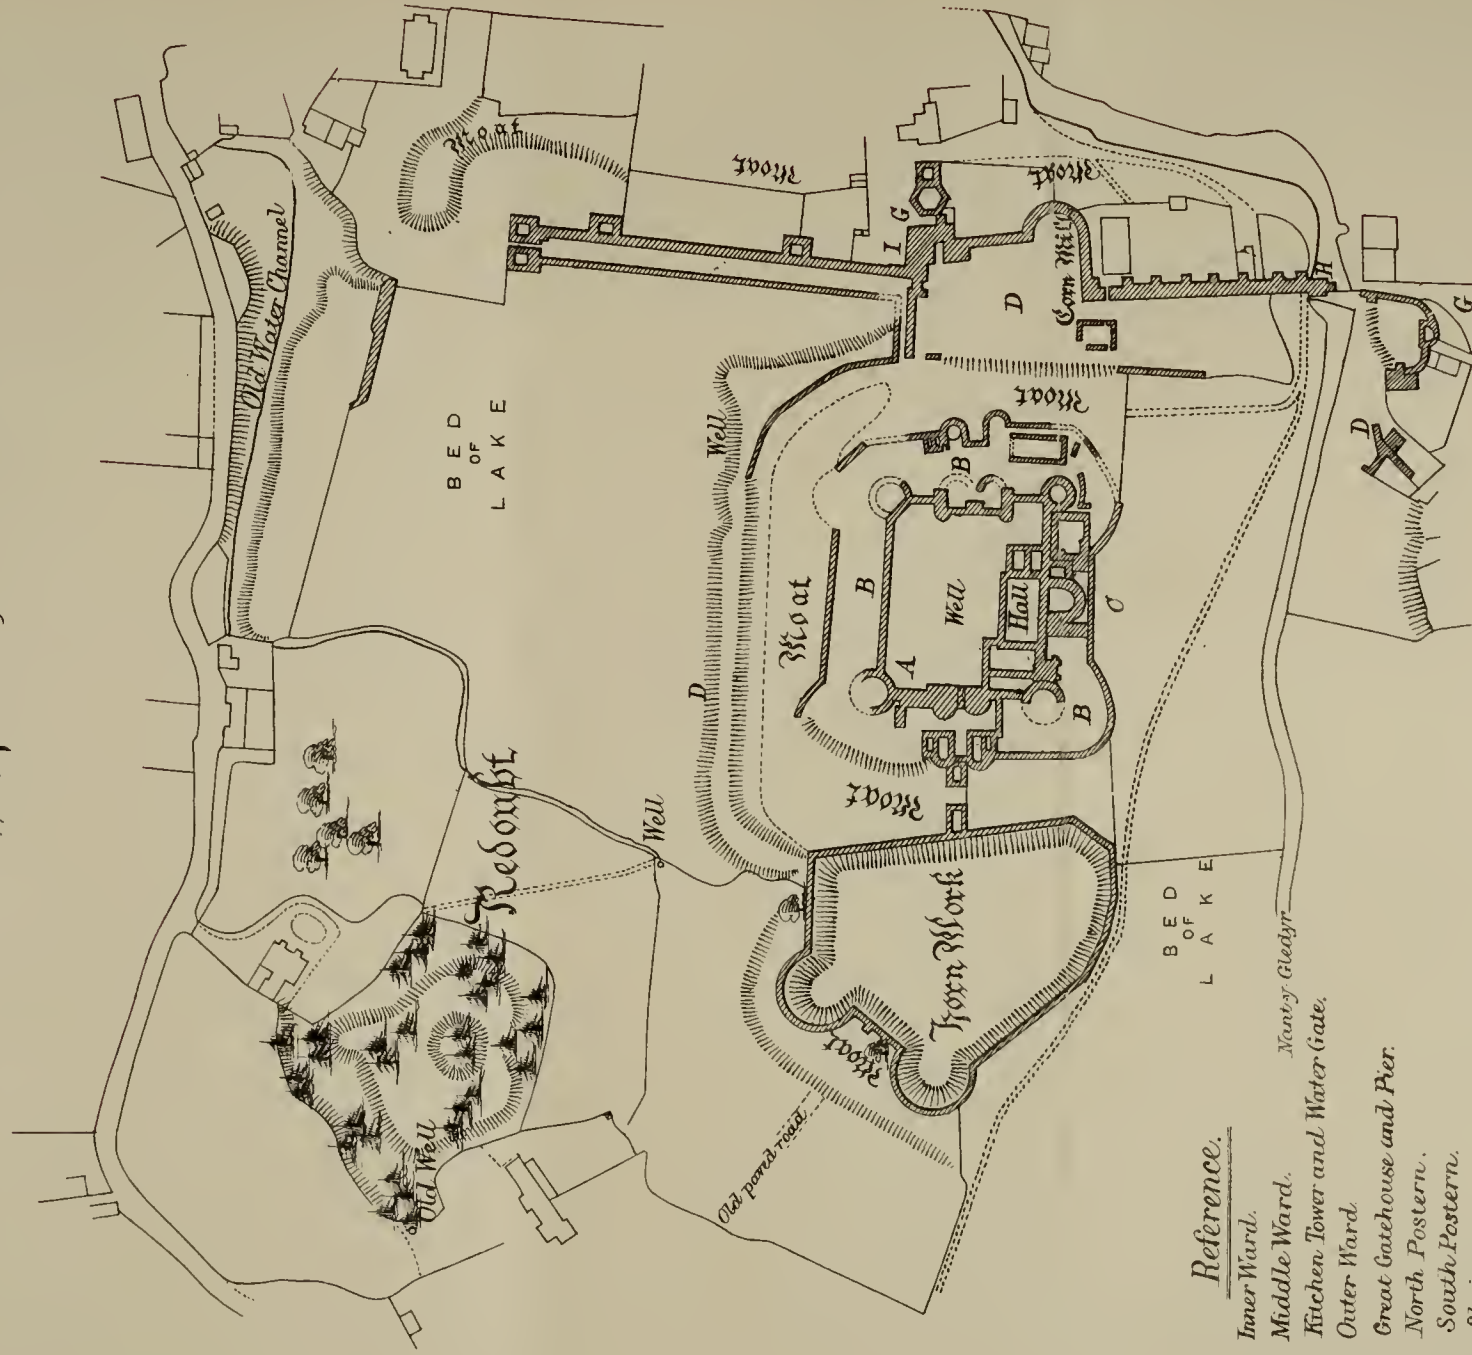 Moat
Moat
Moat
Old Water Channel
BED
OF
LAKE
G
I
D
Corn Mill
H
G
D
Well
Moat
B
B
Moat
Well
Hall
C
A
B
D
Moat
Redoubt
Well
Horn Work
Moat
BED
OF
LAKE
Old Well
Old paved road
Nant y Gledyr
Reference.
Inner Ward.
Middle Ward.
Kitchen Tower and Water Gate.
Outer Ward
Great Gatehouse and Pier.
North Postern.
South Postern.